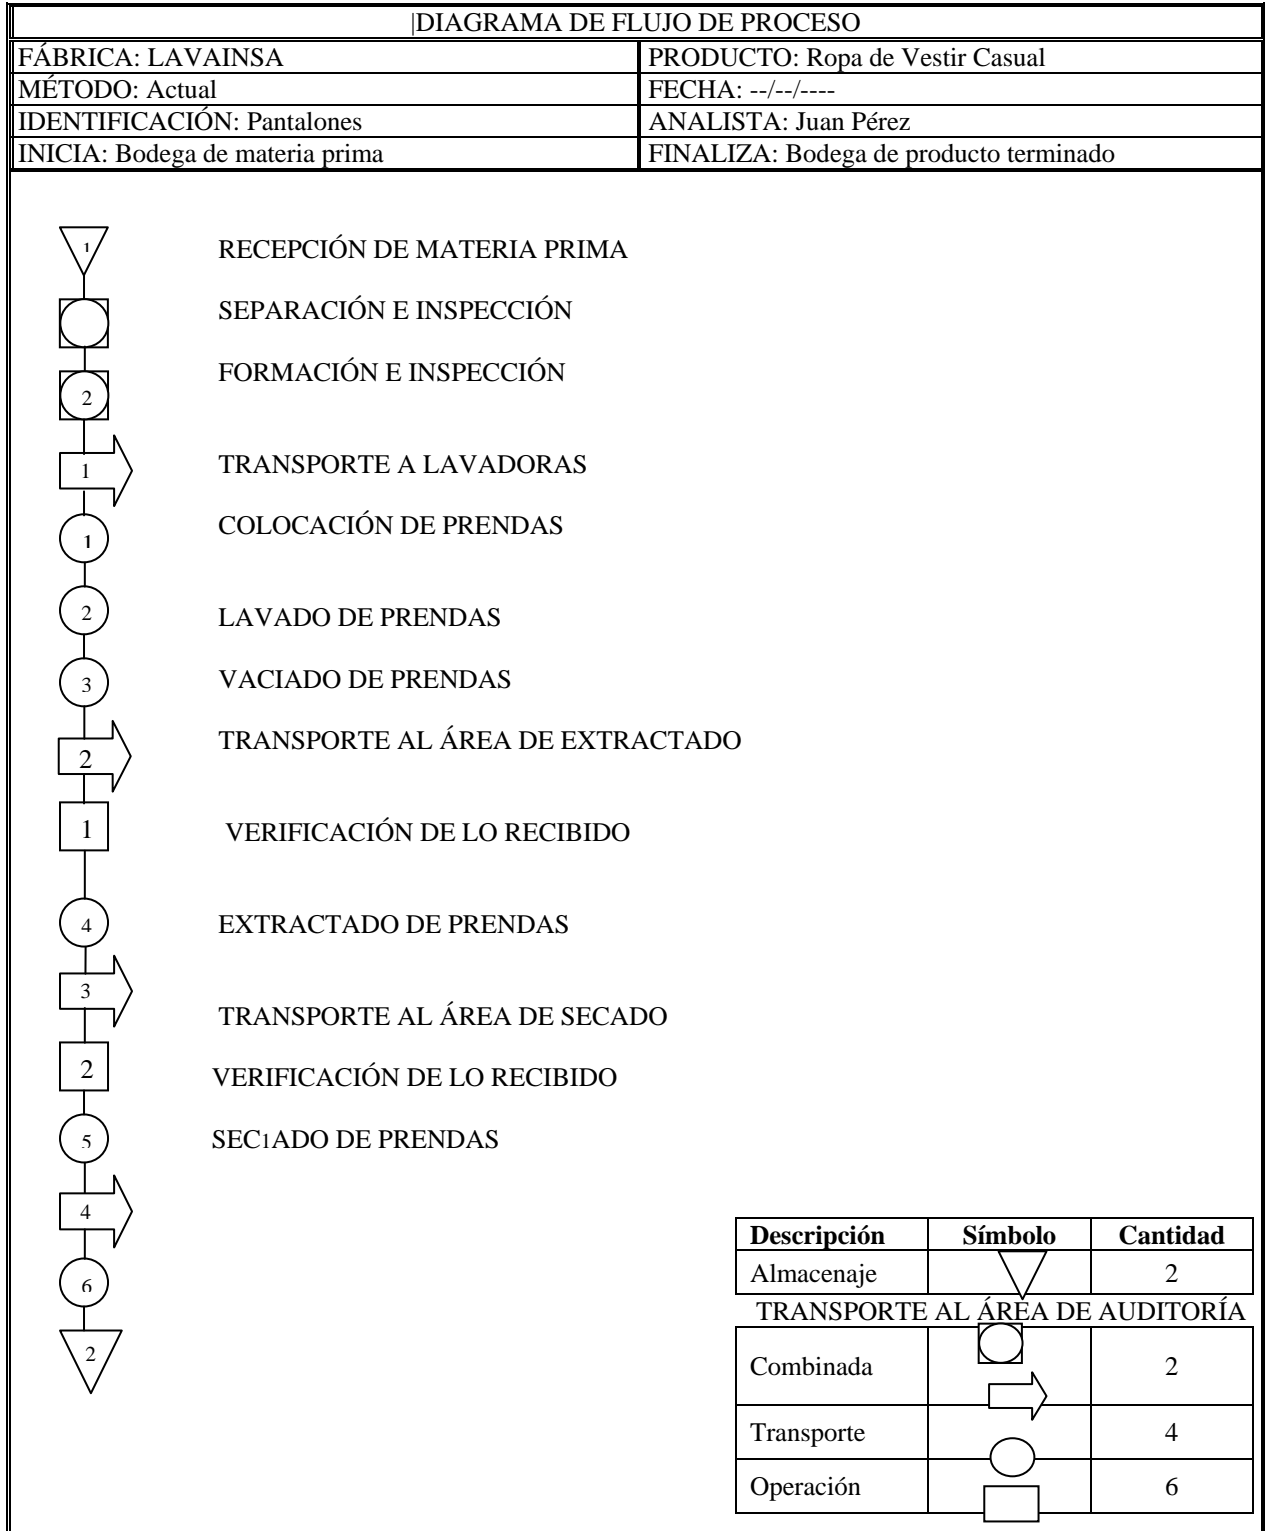 |DIAGRAMA DE FLUJO DE PROCESO
FÁBRICA: LAVAINSA
PRODUCTO: Ropa de Vestir Casual
MÉTODO: Actual
FECHA: --/--/----
IDENTIFICACIÓN: Pantalones
ANALISTA: Juan Pérez
INICIA: Bodega de materia prima
FINALIZA: Bodega de producto terminado
1 RECEPCIÓN DE MATERIA PRIMA
SEPARACIÓN E INSPECCIÓN
2 FORMACIÓN E INSPECCIÓN
1 TRANSPORTE A LAVADORAS
1 COLOCACIÓN DE PRENDAS
2 LAVADO DE PRENDAS
3 VACIADO DE PRENDAS
2 TRANSPORTE AL ÁREA DE EXTRACTADO
1 VERIFICACIÓN DE LO RECIBIDO
4 EXTRACTADO DE PRENDAS
3 TRANSPORTE AL ÁREA DE SECADO
2 VERIFICACIÓN DE LO RECIBIDO
5 SEC1ADO DE PRENDAS
4
6
2
Descripción Símbolo Cantidad
Almacenaje 2
TRANSPORTE AL ÁREA DE AUDITORÍA
Combinada 2
Transporte 4
Operación 6